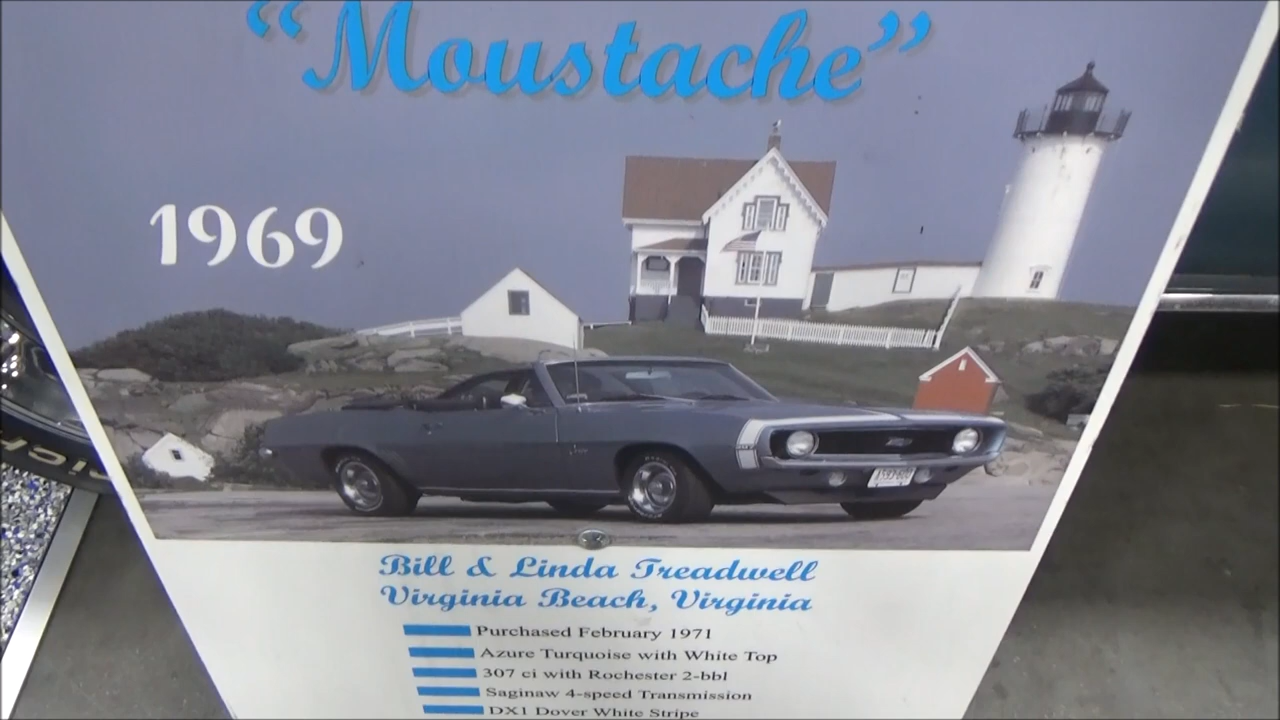 “Moustache”
1969
Bill & Linda Treadwell
Virginia Beach, Virginia
Purchased February 1971
Azure Turquoise with White Top
307 ci with Rochester 2-bbl
Saginaw 4-speed Transmission
DX1 Dover White Stripe